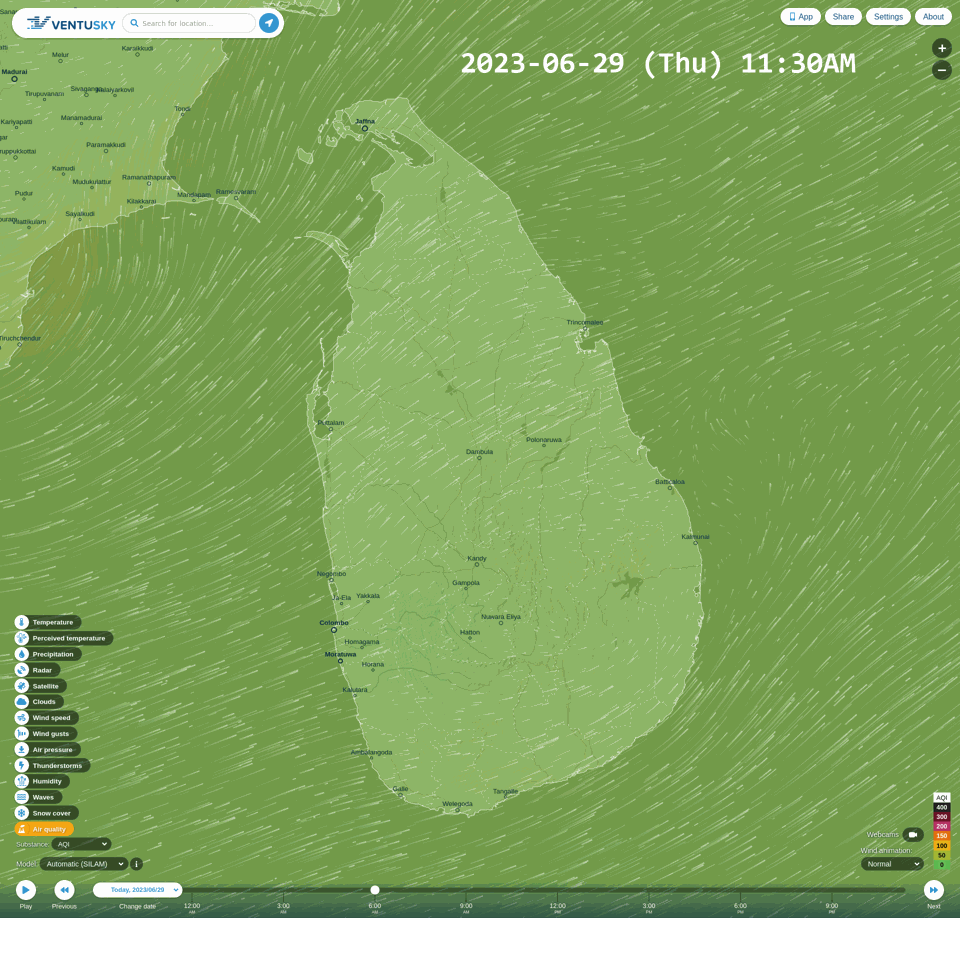 VENTUSKY
Search for location...
App
Share
Settings
About
2023-06-29 (Thu) 11:30AM
Karaikkudi
Melur
Madurai
Tirupuvanam
Sivaganga
Kalaiyarkovil
Tondi
Kariyapatti
Manamadurai
Jaffna
Paramakkudi
ruppukkottai
Kamudi
Mudukulattur
Ramanathapuram
Pudur
Mandapam
Rameswaram
Kilakkarai
Sayalkudi
Vilattikulam
Tiruchchendur
Trincomalee
Puttalam
Dambula
Polonnaruwa
Batticaloa
Kalmunai
Kandy
Negombo
Gampola
Ja-Ela
Yakkala
Nuwara Eliya
Colombo
Hatton
Homagama
Moratuwa
Horana
Kalutara
Ambalangoda
Galle
Tangalle
Weligoda
Temperature
Perceived temperature
Precipitation
Radar
Satellite
Clouds
Wind speed
Wind gusts
Air pressure
Thunderstorms
Humidity
Waves
Snow cover
Air quality
Substance: AQI
Model: Automatic (SILAM)
AQI
400
300
200
150
100
50
0
Webcams
Wind animation:
Normal
Play
Previous
Today, 2023/06/29
Change date
12:00 AM
3:00 AM
6:00 AM
9:00 AM
12:00 PM
3:00 PM
6:00 PM
9:00 PM
Next